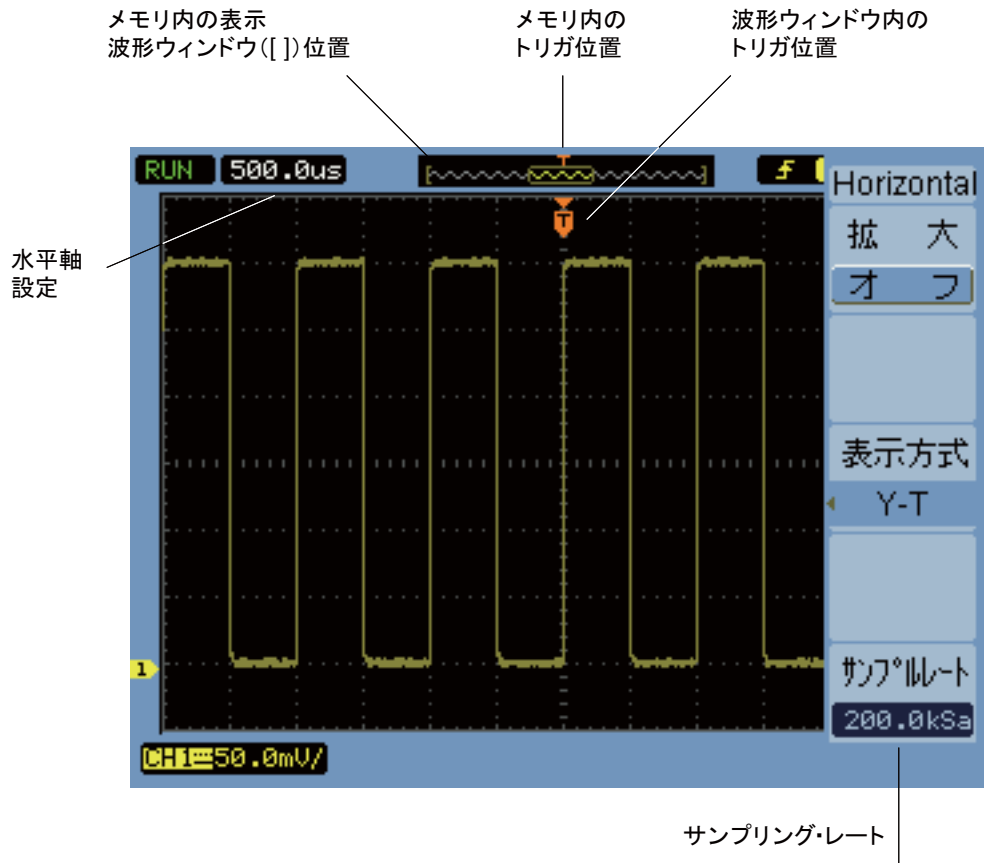 メモリ内の表示
波形ウィンドウ([ ])位置
メモリ内の
トリガ位置
波形ウィンドウ内の
トリガ位置
RUN 500.0us
T
Horizontal
拡 大
オ フ
T
水平軸
設定
表示方式
Y-T
1
サンプルレート
200.0kSa
CH1 50.0mV/
サンプリング・レート